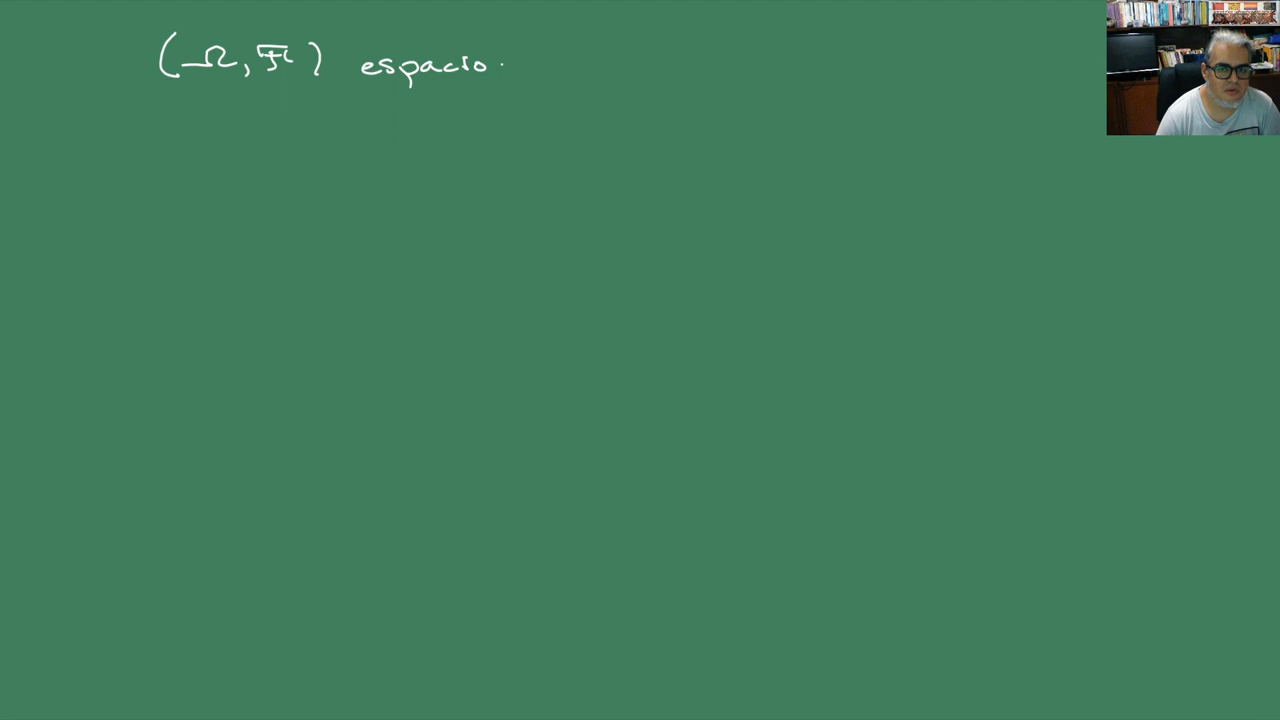 (Ω, ℱ) espacio